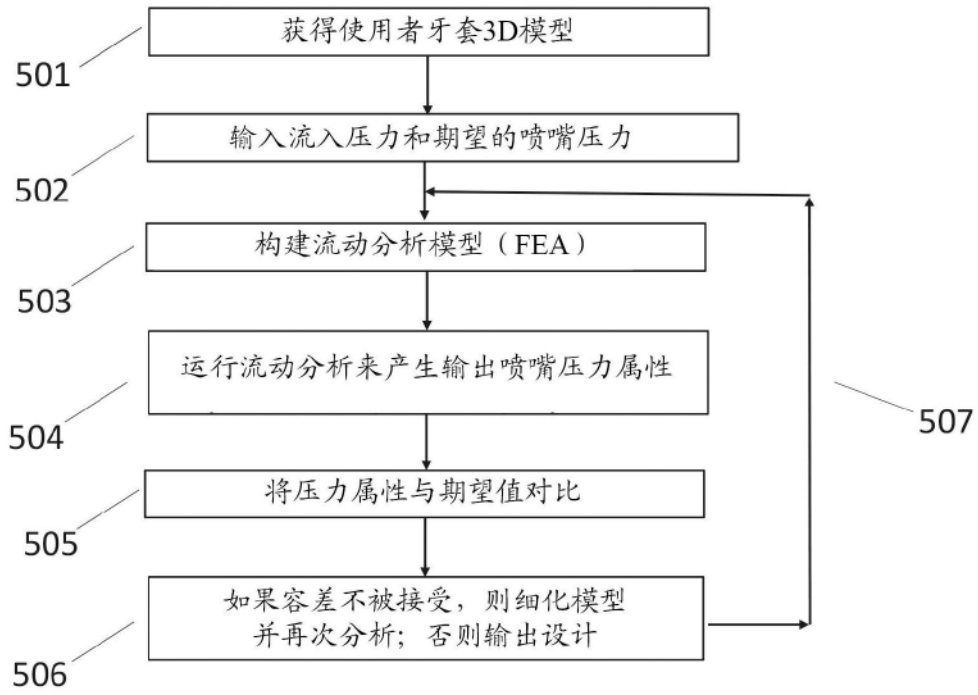 获得使用者牙套3D模型
501
输入流入压力和期望的喷嘴压力
502
构建流动分析模型（FEA）
503
运行流动分析来产生输出喷嘴压力属性
504
507
将压力属性与期望值对比
505
如果容差不被接受，则细化模型
并再次分析；否则输出设计
506